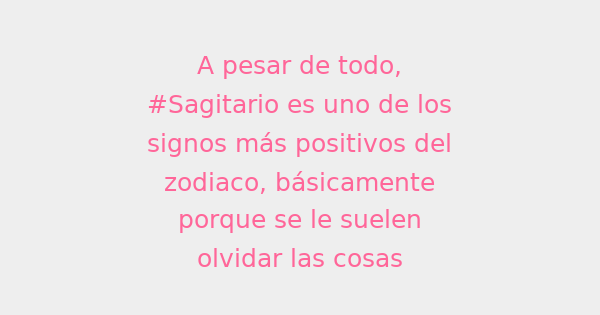 A pesar de todo,
#Sagitario es uno de los
signos más positivos del
zodiaco, básicamente
porque se le suelen
olvidar las cosas